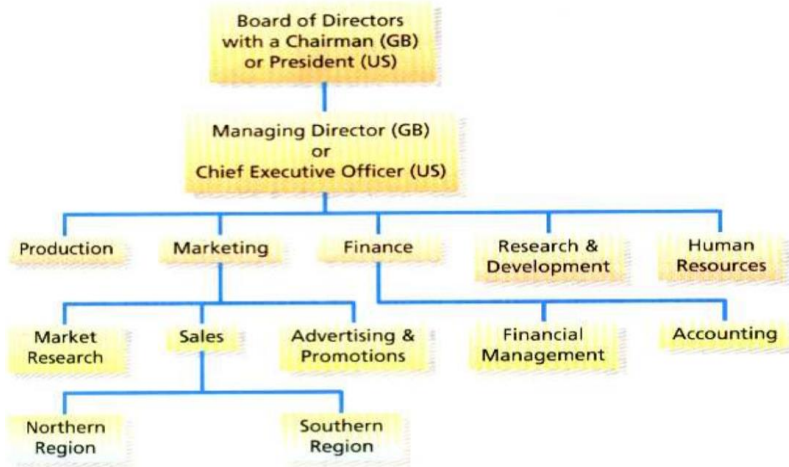 Board of Directors
with a Chairman (GB)
or President (US)
Managing Director (GB)
or
Chief Executive Officer (US)
Production
Marketing
Finance
Research &
Development
Human
Resources
Market
Research
Sales
Advertising &
Promotions
Financial
Management
Accounting
Northern
Region
Southern
Region